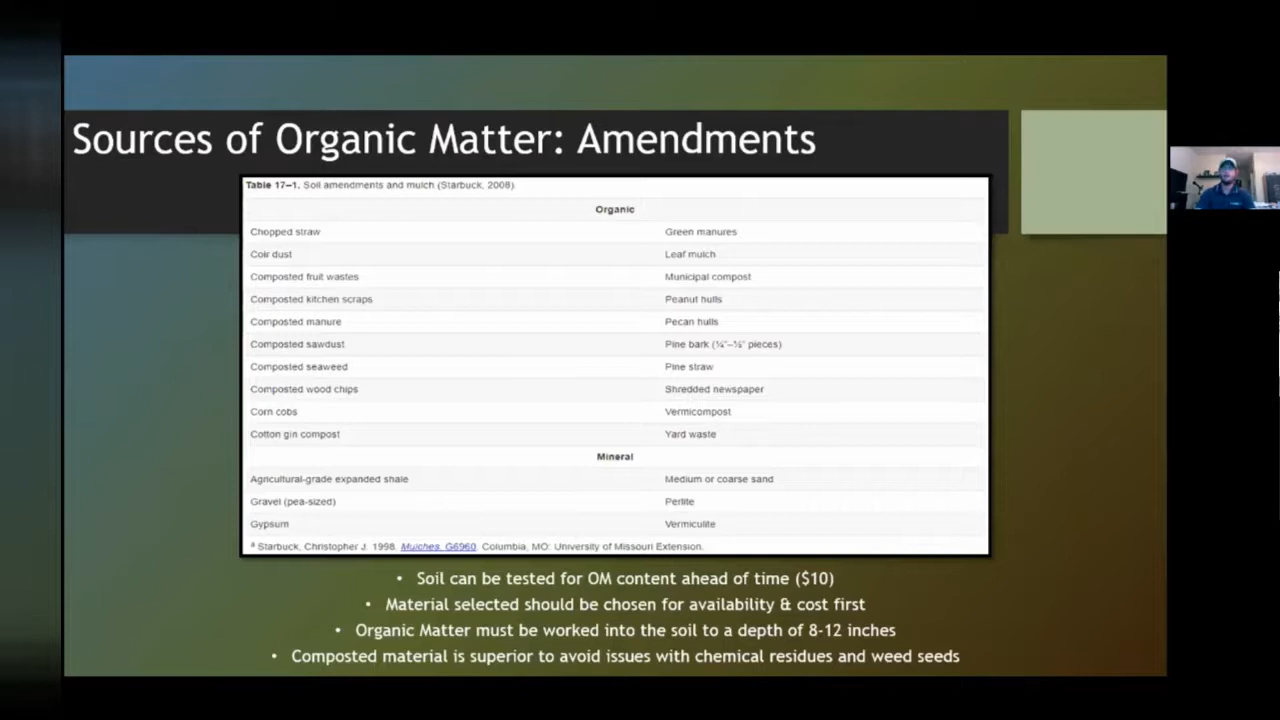 Sources of Organic Matter: Amendments
Table 17–1. Soil amendments and mulch (Starbuck, 2008).
Organic
Chopped straw Green manures
Coir dust Leaf mulch
Composted fruit wastes Municipal compost
Composted kitchen scraps Peanut hulls
Composted manure Pecan hulls
Composted sawdust Pine bark (¼"–½" pieces)
Composted seaweed Pine straw
Composted wood chips Shredded newspaper
Corn cobs Vermicompost
Cotton gin compost Yard waste
Mineral
Agricultural-grade expanded shale Medium or coarse sand
Gravel (pea-sized) Perlite
Gypsum Vermiculite
a Starbuck, Christopher J. 1998. Mulches, G6960. Columbia, MO: University of Missouri Extension.
• Soil can be tested for OM content ahead of time ($10)
• Material selected should be chosen for availability & cost first
• Organic Matter must be worked into the soil to a depth of 8-12 inches
• Composted material is superior to avoid issues with chemical residues and weed seeds